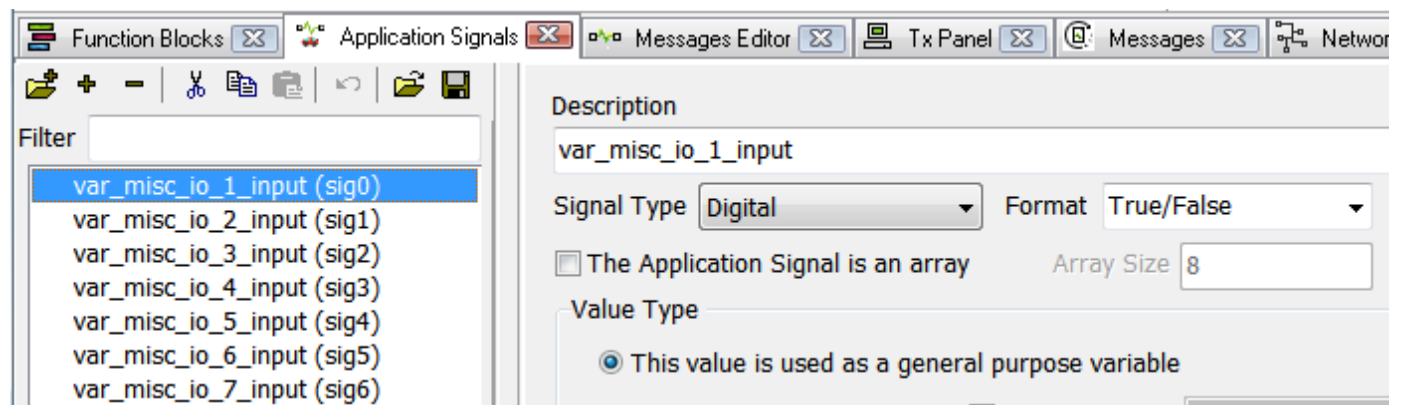 Function Blocks Application Signals Messages Editor Tx Panel Messages Networ
Filter
var_misc_io_1_input (sig0)
var_misc_io_2_input (sig1)
var_misc_io_3_input (sig2)
var_misc_io_4_input (sig3)
var_misc_io_5_input (sig4)
var_misc_io_6_input (sig5)
var_misc_io_7_input (sig6)
Description
var_misc_io_1_input
Signal Type Digital Format True/False
The Application Signal is an array Array Size 8
Value Type
This value is used as a general purpose variable